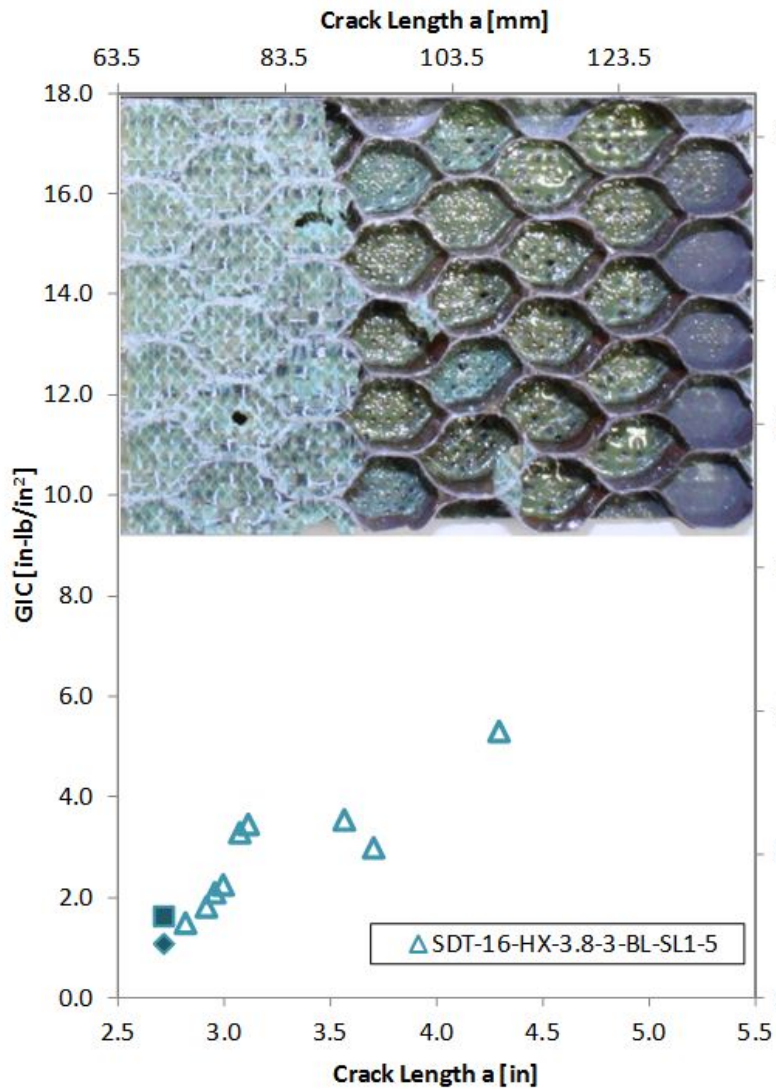 Crack Length a [mm]
63.5 83.5 103.5 123.5
18.0
16.0
14.0
12.0
10.0
8.0
6.0
4.0
2.0
0.0
GIC [in-lb/in²]
SDT-16-HX-3.8-3-BL-SL1-5
2.5 3.0 3.5 4.0 4.5 5.0 5.5
Crack Length a [in]